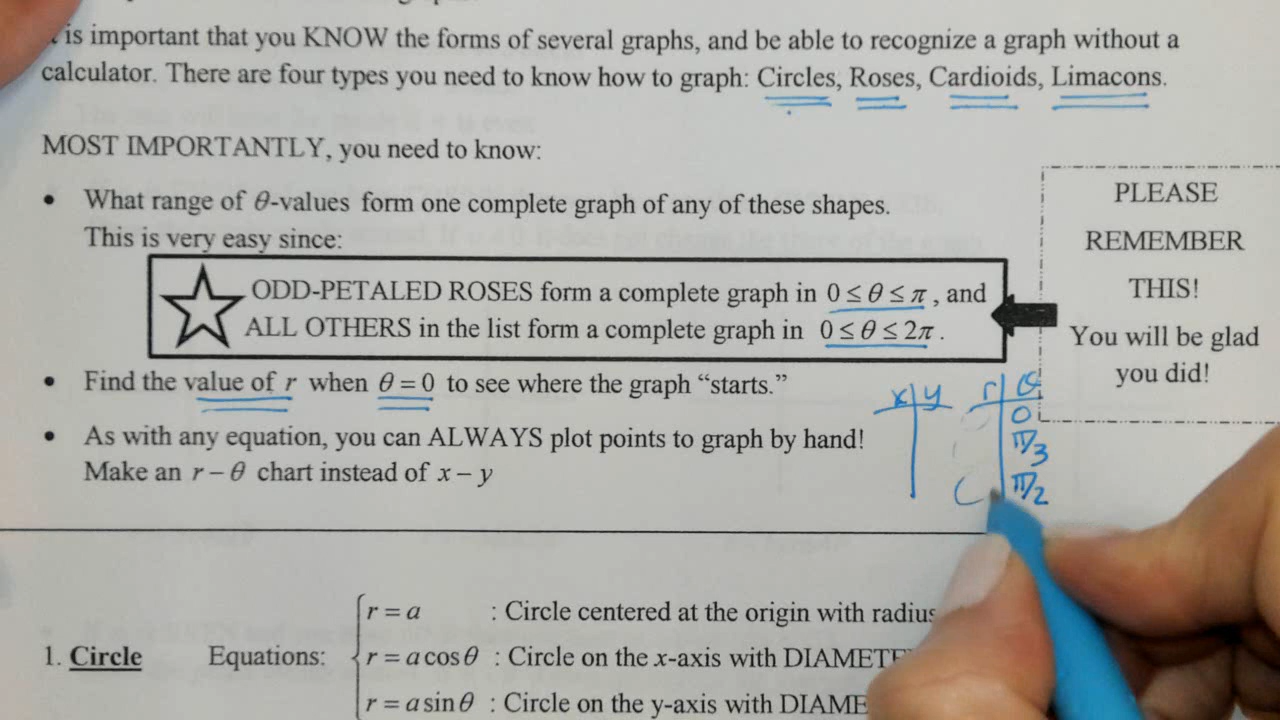 is important that you KNOW the forms of several graphs, and be able to recognize a graph without a
calculator. There are four types you need to know how to graph: Circles, Roses, Cardioids, Limacons.
MOST IMPORTANTLY, you need to know:
• What range of θ-values form one complete graph of any of these shapes.
This is very easy since:
ODD-PETALED ROSES form a complete graph in 0 ≤ θ ≤ π, and
ALL OTHERS in the list form a complete graph in 0 ≤ θ ≤ 2π.
PLEASE
REMEMBER
THIS!
You will be glad
you did!
• Find the value of r when θ = 0 to see where the graph “starts.”
• As with any equation, you can ALWAYS plot points to graph by hand!
Make an r – θ chart instead of x – y
x y
r θ
0
π/3
π/2
1. Circle Equations:
r = a : Circle centered at the origin with radius
r = a cos θ : Circle on the x-axis with
r = a sin θ : Circle on the y-axis with